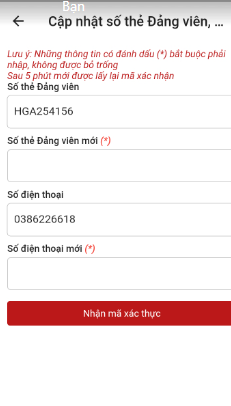 Bạn
Cập nhật số thẻ Đảng viên, ...
Lưu ý: Những thông tin có đánh dấu (*) bắt buộc phải
nhập, không được bỏ trống
Sau 5 phút mới được lấy lại mã xác nhận
Số thẻ Đảng viên
HGA254156
Số thẻ Đảng viên mới (*)
Số điện thoại
0386226618
Số điện thoại mới (*)
Nhận mã xác thực